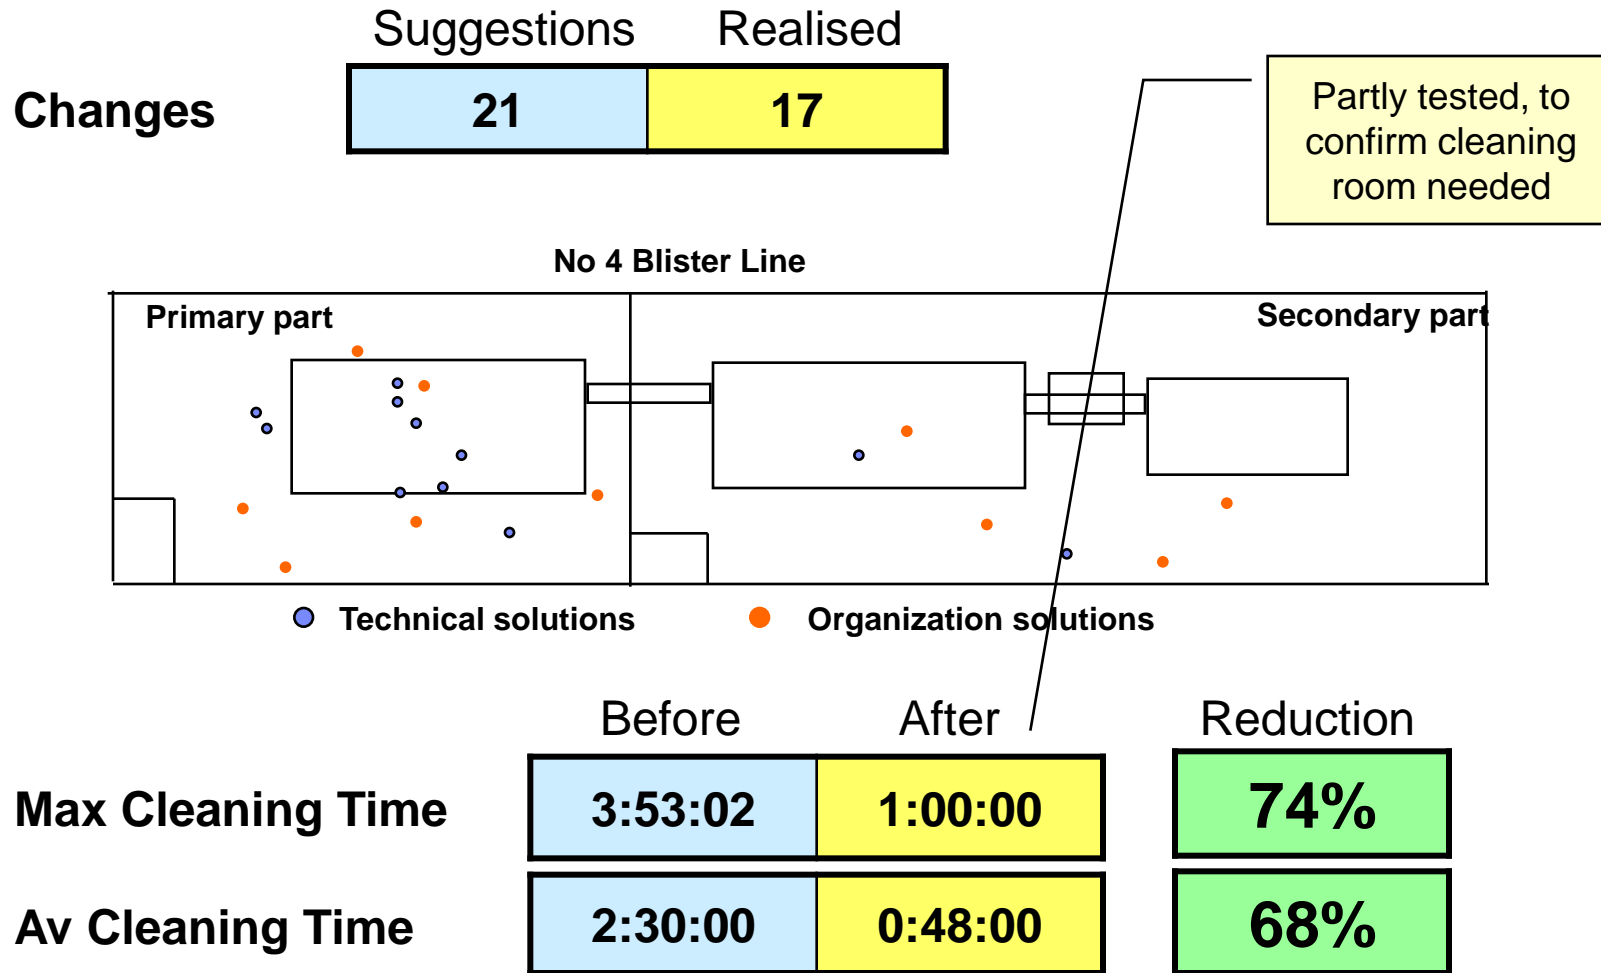 Suggestions Realised
Changes 21 17
Partly tested, to
confirm cleaning
room needed
No 4 Blister Line
Primary part
Secondary part
Technical solutions
Organization solutions
Before After Reduction
Max Cleaning Time 3:53:02 1:00:00 74%
Av Cleaning Time 2:30:00 0:48:00 68%